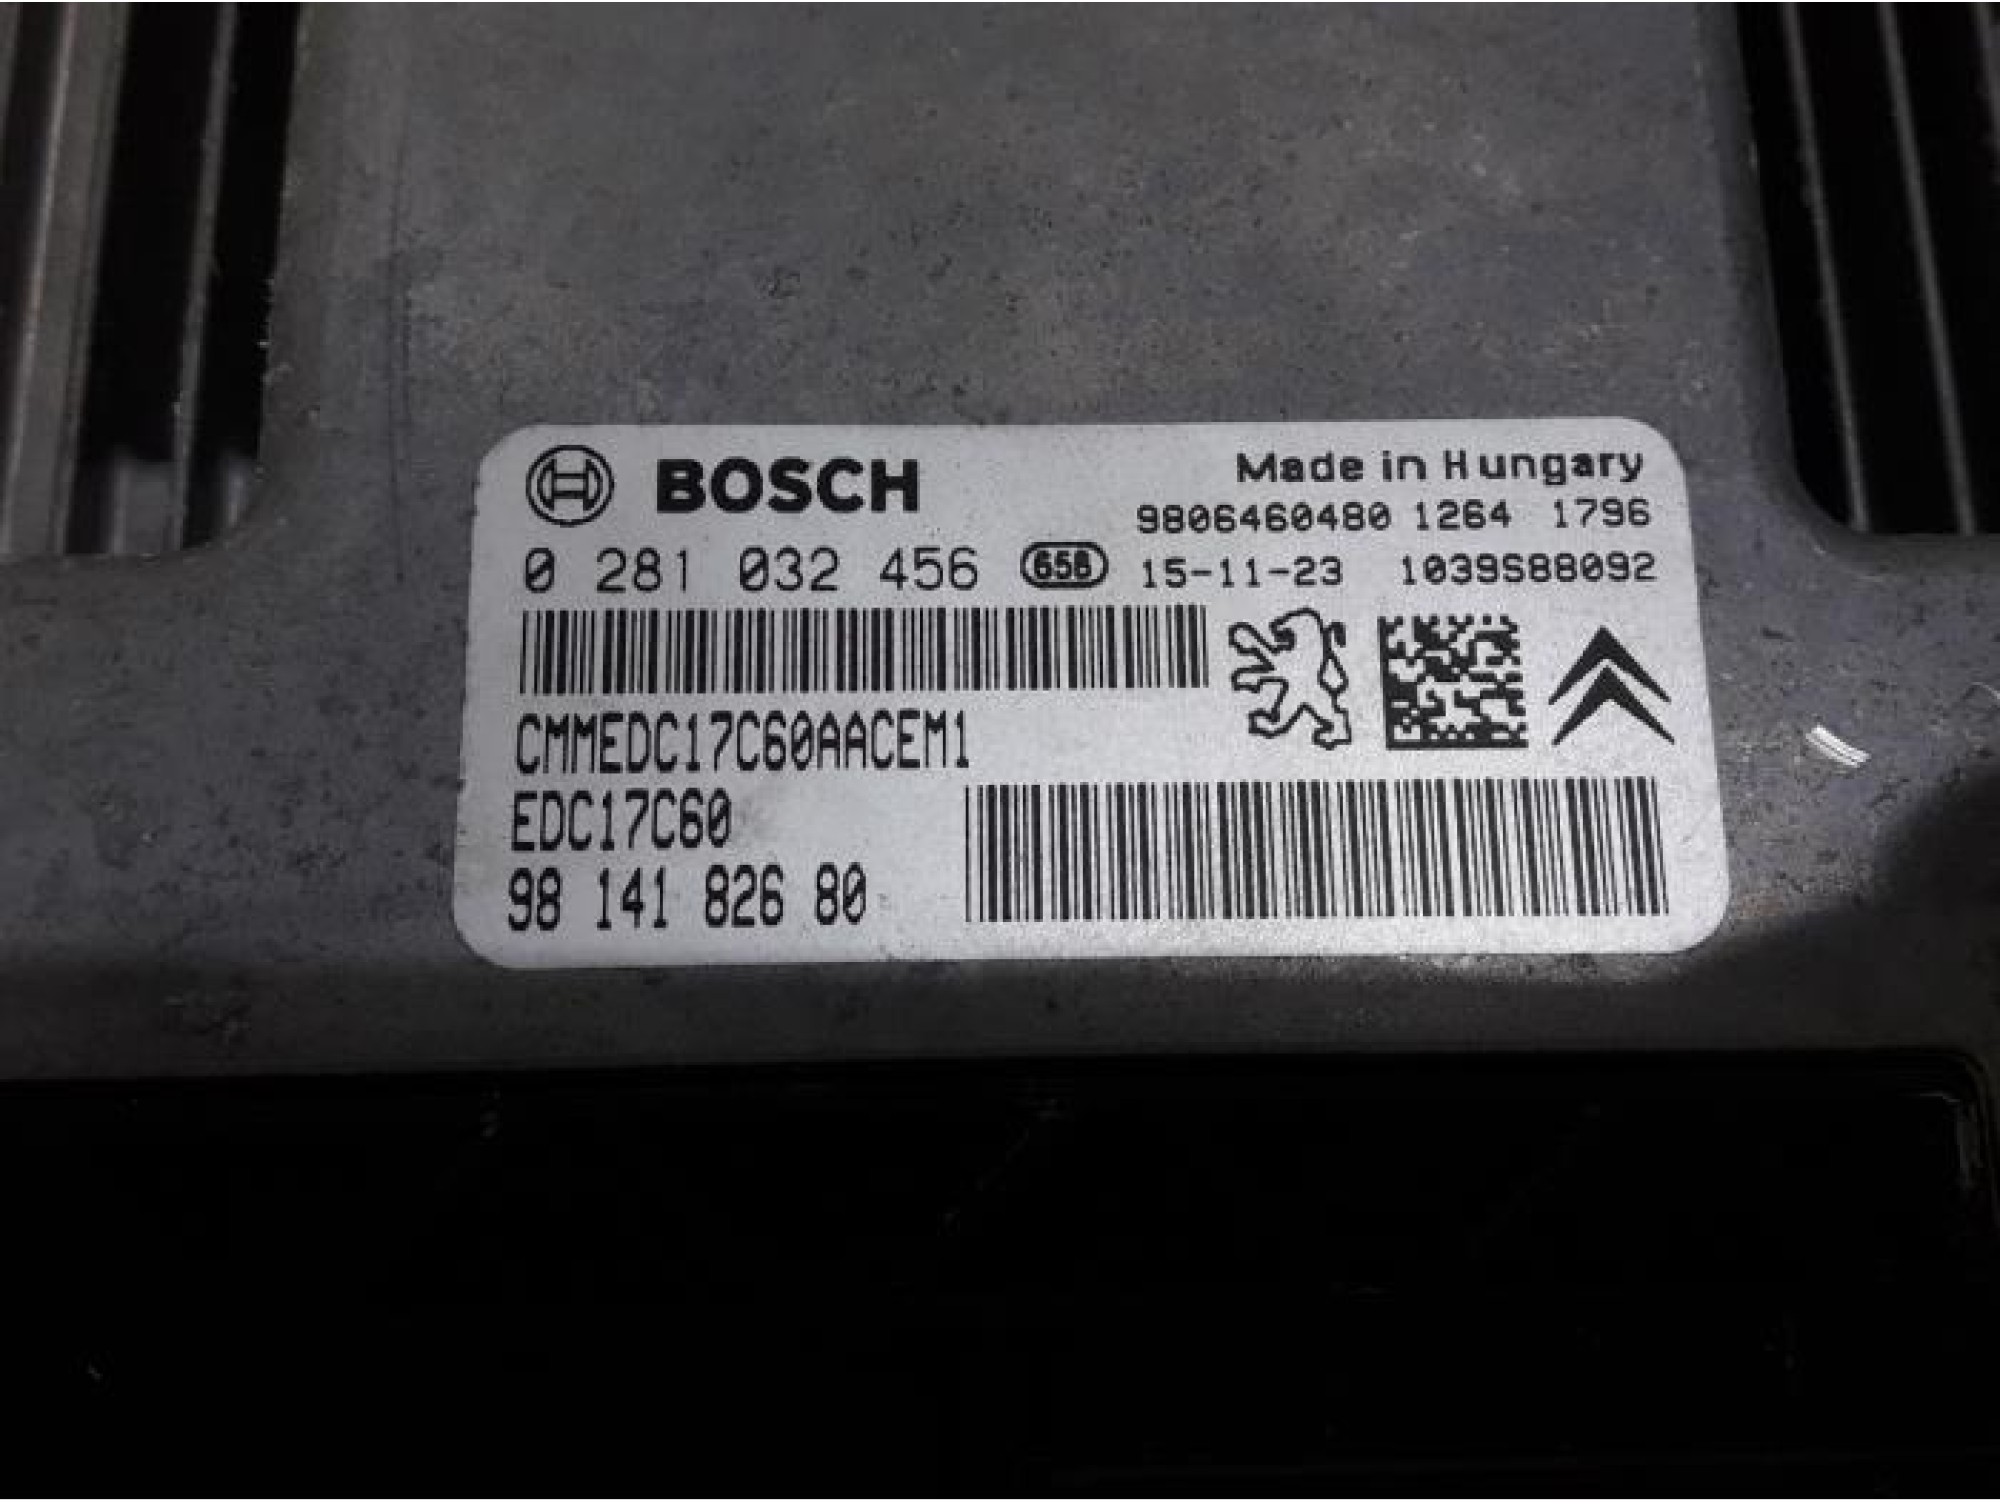 BOSCH
Made in Hungary
9806460480 1264 1796
0 281 032 456 658 15-11-23 1039S88092
CMMEDC17C60AACEM1
EDC17C60
98 141 826 80